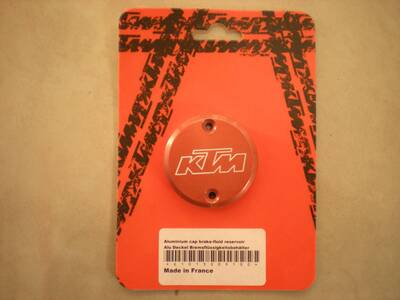 KTM
Aluminium cap brake-fluid reservoir
Alu Deckel Bremsflüssigkeitsbehälter
Made in France